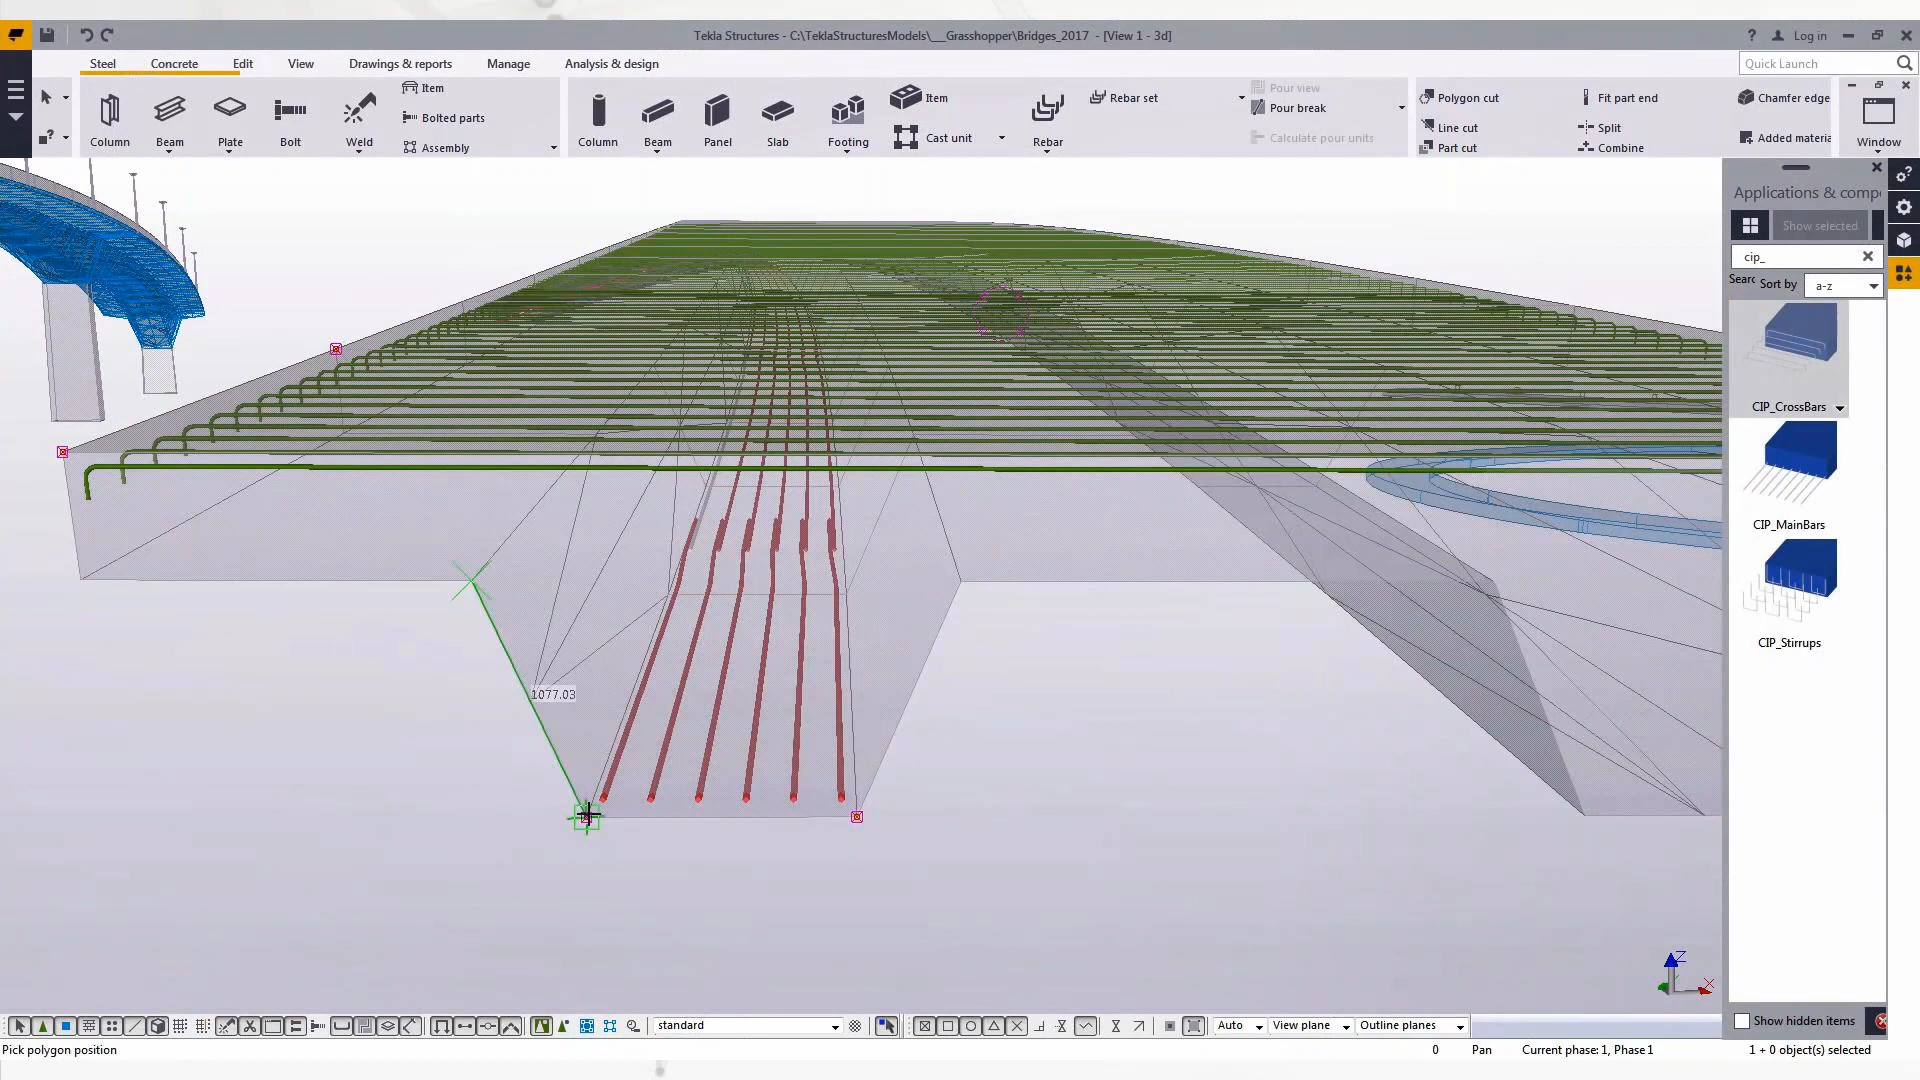 Tekla Structures - C:\TeklaStructuresModels\___Grasshopper\Bridges_2017 - [View 1 - 3d]
? Log in
Steel Concrete Edit View Drawings & reports Manage Analysis & design
Quick Launch
Column Beam Plate Bolt Weld
Item
Bolted parts
Assembly
Column Beam Panel Slab Footing
Item
Cast unit
Rebar
Rebar set
Pour view
Pour break
Calculate pour units
Polygon cut
Line cut
Part cut
Fit part end
Split
Combine
Chamfer edge
Added materia
Window
Applications & comp
Show selected
cip_
Searc Sort by a-z
CIP_CrossBars
CIP_MainBars
CIP_Stirrups
1077.03
Z
X
Show hidden items
standard
Auto View plane Outline planes
Pick polygon position
0 Pan Current phase: 1, Phase 1 1 + 0 object(s) selected